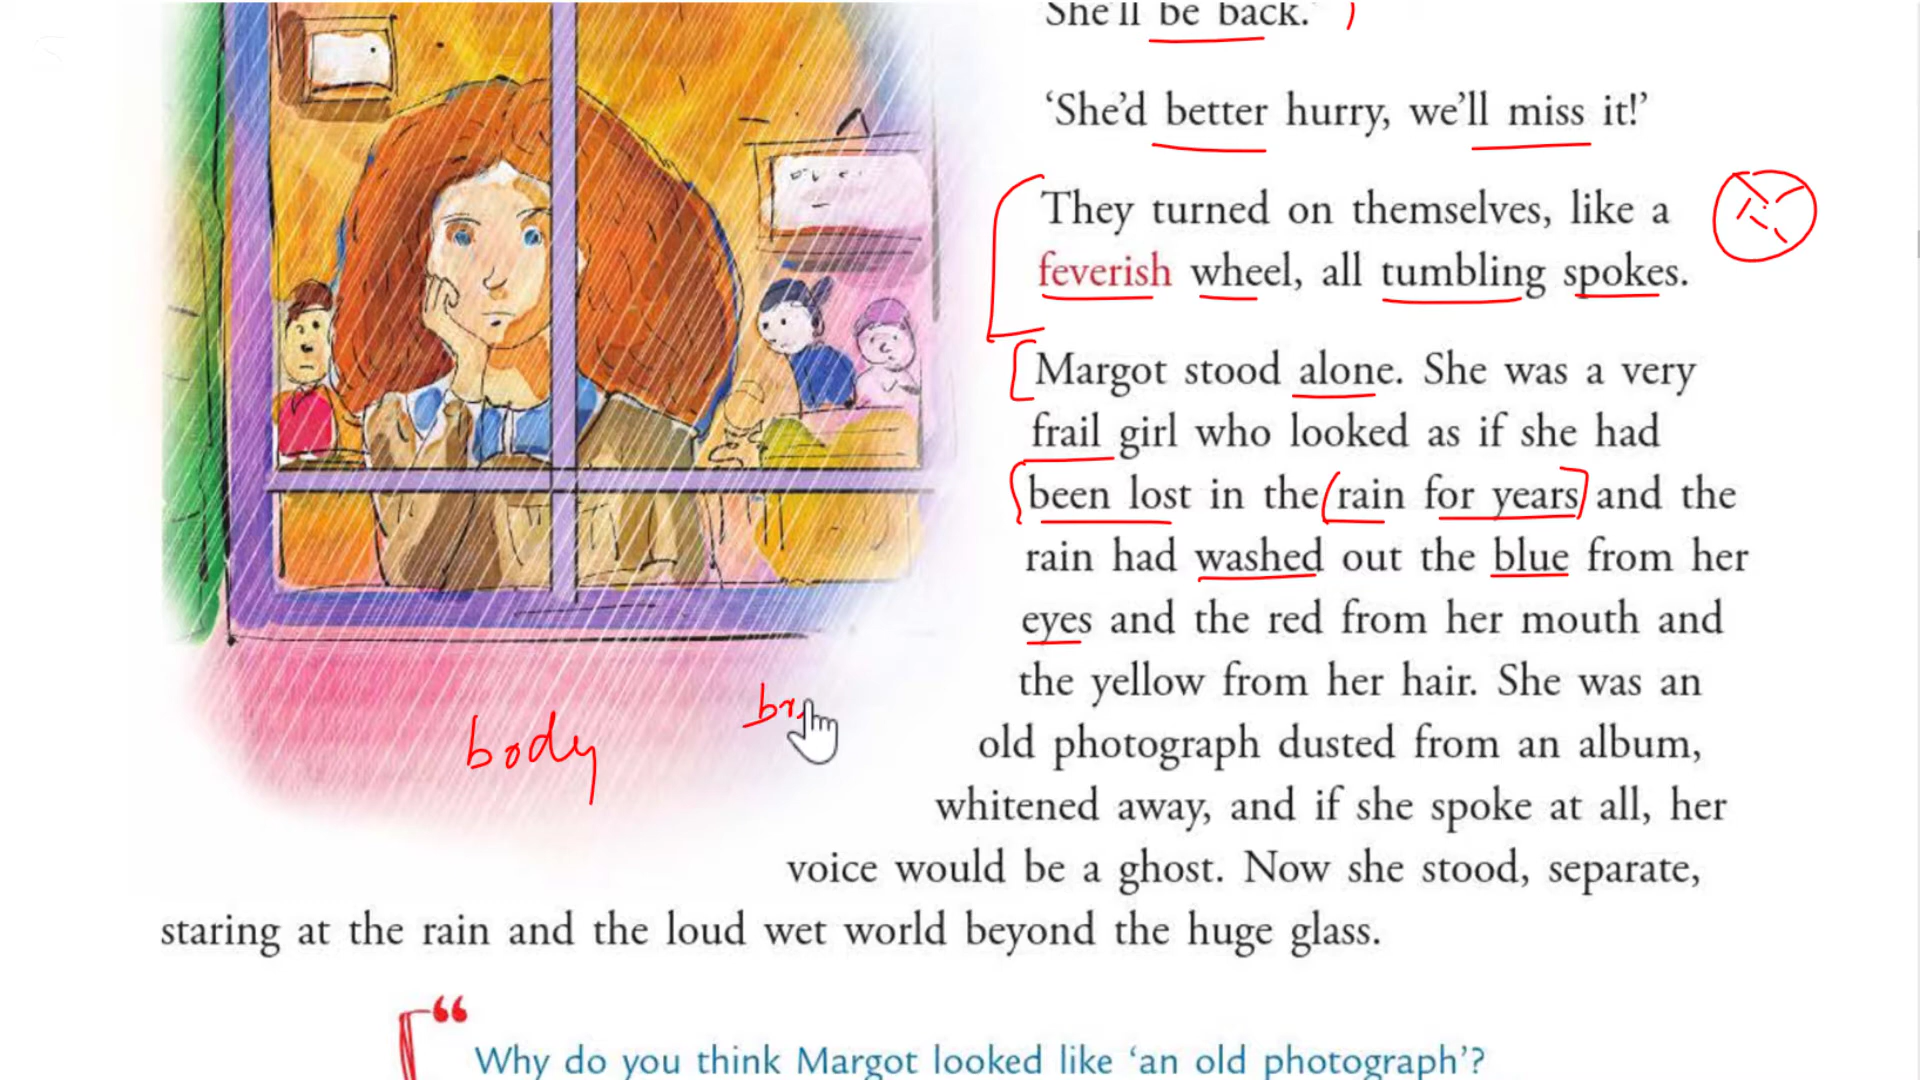 'She'll be back.'
'She'd better hurry, we'll miss it!'
They turned on themselves, like a
feverish wheel, all tumbling spokes.
Margot stood alone. She was a very
frail girl who looked as if she had
been lost in the rain for years and the
rain had washed out the blue from her
eyes and the red from her mouth and
the yellow from her hair. She was an
old photograph dusted from an album,
whitened away, and if she spoke at all, her
voice would be a ghost. Now she stood, separate,
staring at the rain and the loud wet world beyond the huge glass.
body
“
Why do you think Margot looked like 'an old photograph'?